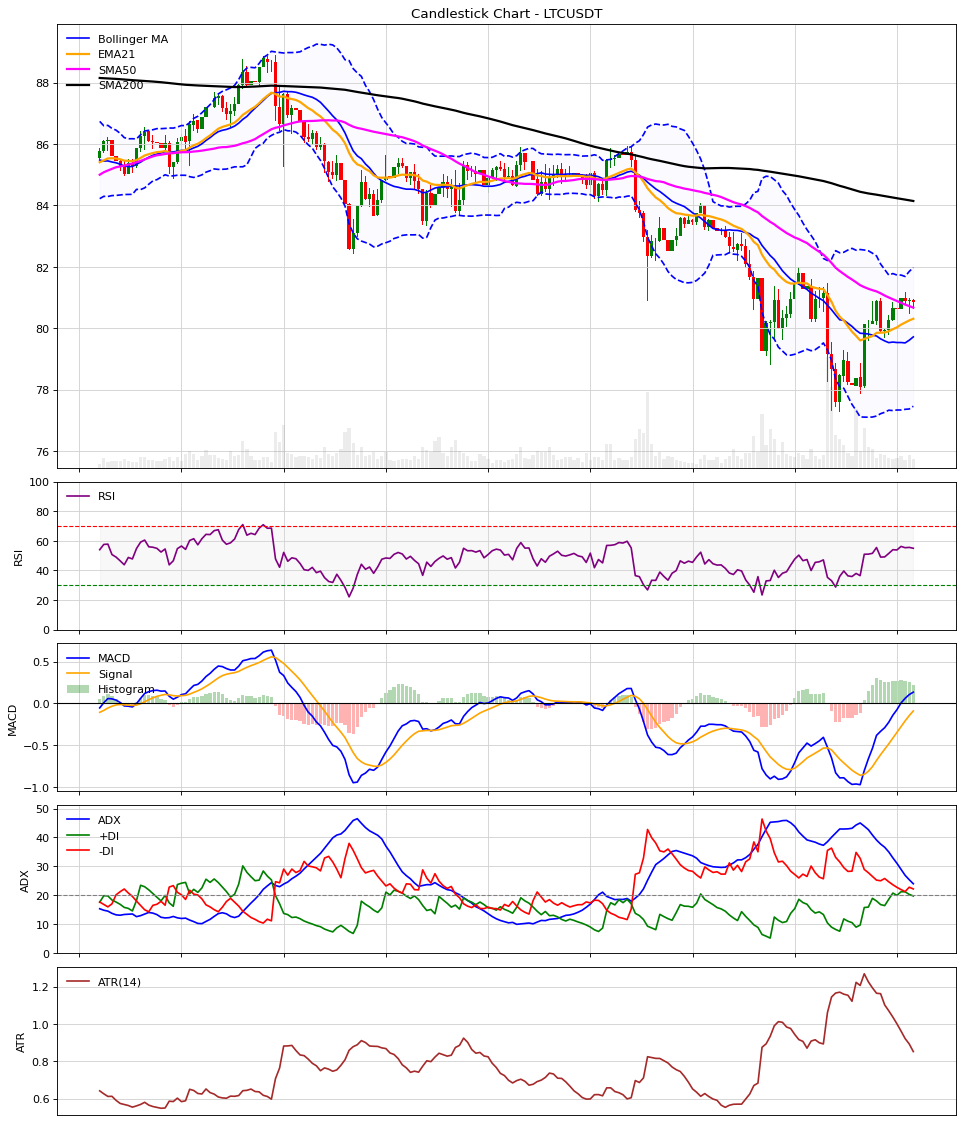 Candlestick Chart - LTCUSDT
Bollinger MA
EMA21
SMA50
SMA200
88
86
84
82
80
78
76
RSI
100
80
60
40
20
0
RSI
MACD
Signal
Histogram
0.5
0.0
−0.5
−1.0
MACD
ADX
+DI
-DI
50
40
30
20
10
0
ADX
ATR(14)
1.2
1.0
0.8
0.6
ATR